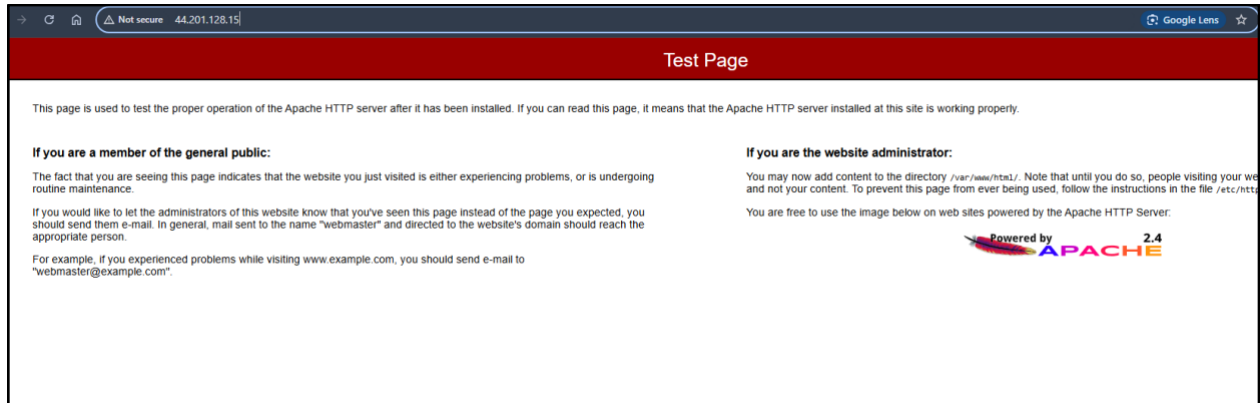 Not secure 44.201.128.15
Google Lens
Test Page
This page is used to test the proper operation of the Apache HTTP server after it has been installed. If you can read this page, it means that the Apache HTTP server installed at this site is working properly.
If you are a member of the general public:
The fact that you are seeing this page indicates that the website you just visited is either experiencing problems, or is undergoing
routine maintenance.
If you would like to let the administrators of this website know that you've seen this page instead of the page you expected, you
should send them e-mail. In general, mail sent to the name "webmaster" and directed to the website's domain should reach the
appropriate person.
For example, if you experienced problems while visiting www.example.com, you should send e-mail to
"webmaster@example.com".
If you are the website administrator:
You may now add content to the directory /var/www/html/. Note that until you do so, people visiting your we
and not your content. To prevent this page from ever being used, follow the instructions in the file /etc/http
You are free to use the image below on web sites powered by the Apache HTTP Server:
Powered by 2.4
APACHE